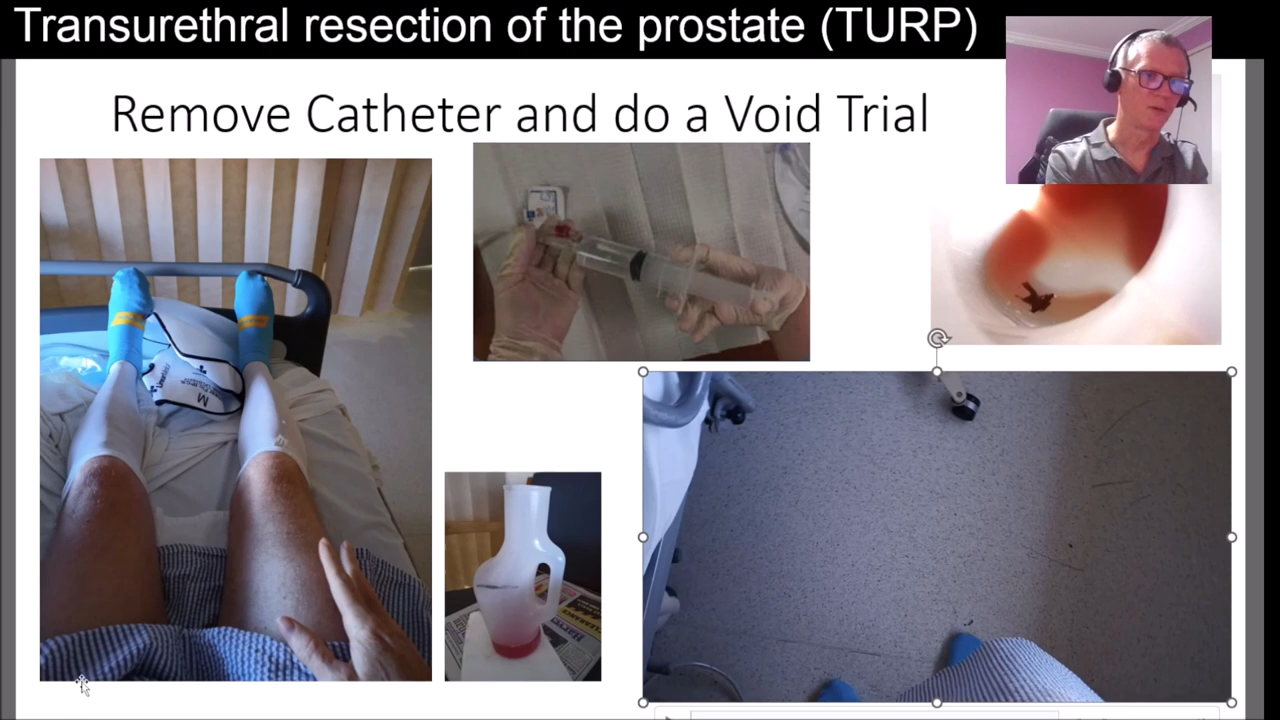 Transurethral resection of the prostate (TURP)
Remove Catheter and do a Void Trial
M